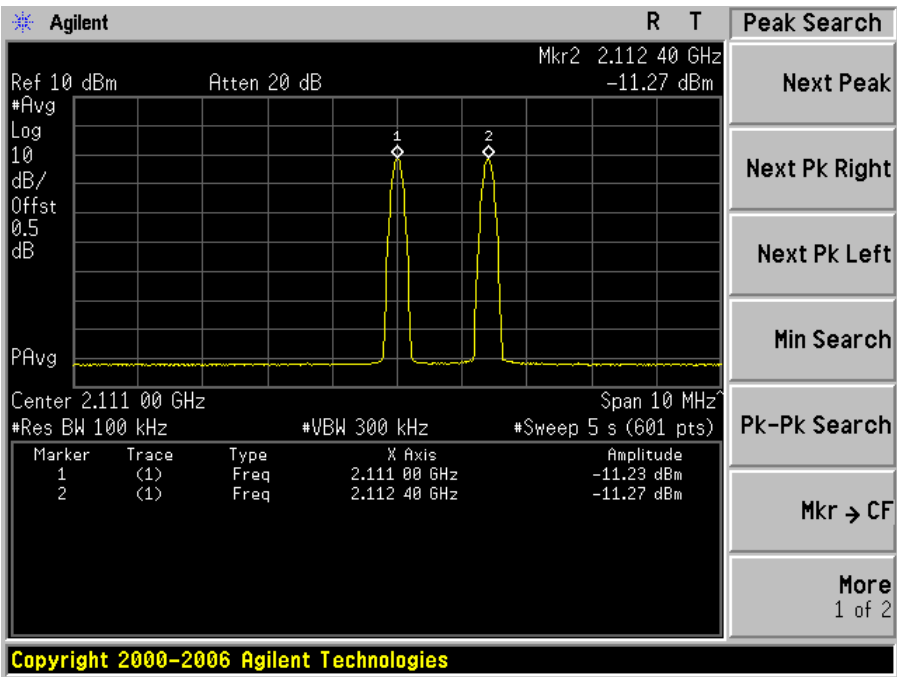 Agilent R T Peak Search
Mkr2 2.112 40 GHz
Ref 10 dBm Atten 20 dB -11.27 dBm
#Avg
Log
10
dB/
Offst
0.5
dB
PAvg
1 2
Center 2.111 00 GHz Span 10 MHz^
#Res BW 100 kHz #VBW 300 kHz #Sweep 5 s (601 pts)
Marker Trace Type X Axis Amplitude
1 (1) Freq 2.111 00 GHz -11.23 dBm
2 (1) Freq 2.112 40 GHz -11.27 dBm
Next Peak
Next Pk Right
Next Pk Left
Min Search
Pk-Pk Search
Mkr → CF
More
1 of 2
Copyright 2000-2006 Agilent Technologies